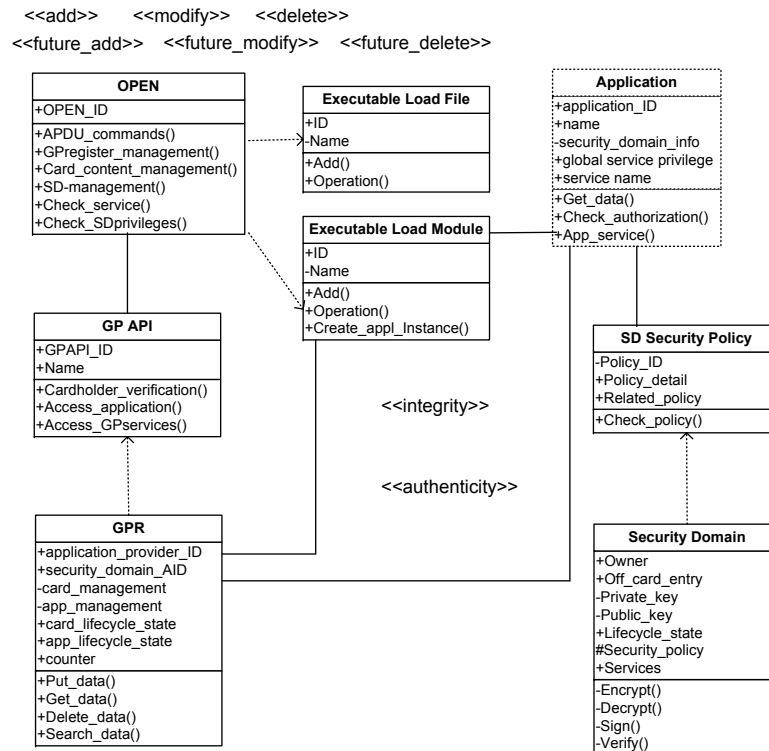 <<add>> <<modify>> <<delete>>
<<future_add>> <<future_modify>> <<future_delete>>
OPEN
+OPEN_ID
+APDU_commands()
+GPregister_management()
+Card_content_management()
+SD-management()
+Check_service()
+Check_SDprivileges()
Executable Load File
+ID
-Name
+Add()
+Operation()
Application
+application_ID
+name
-security_domain_info
+global service privilege
+service name
+Get_data()
+Check_authorization()
+App_service()
Executable Load Module
+ID
-Name
+Add()
+Operation()
+Create_appl_Instance()
GP API
+GPAPI_ID
+Name
+Cardholder_verification()
+Access_application()
+Access_GPservices()
SD Security Policy
-Policy_ID
+Policy_detail
+Related_policy
+Check_policy()
<<integrity>>
<<authenticity>>
GPR
+application_provider_ID
+security_domain_AID
-card_management
-app_management
+card_lifecycle_state
+app_lifecycle_state
+counter
+Put_data()
+Get_data()
+Delete_data()
+Search_data()
Security Domain
+Owner
+Off_card_entry
-Private_key
-Public_key
+Lifecycle_state
#Security_policy
+Services
-Encrypt()
-Decrypt()
-Sign()
-Verify()